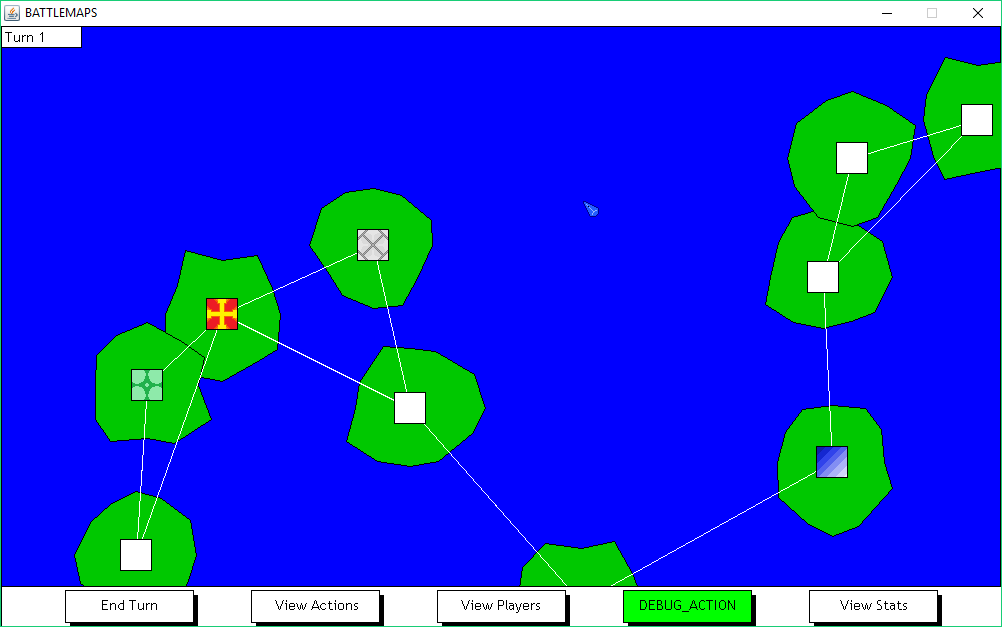 BATTLEMAPS
Turn 1
End Turn
View Actions
View Players
DEBUG_ACTION
View Stats